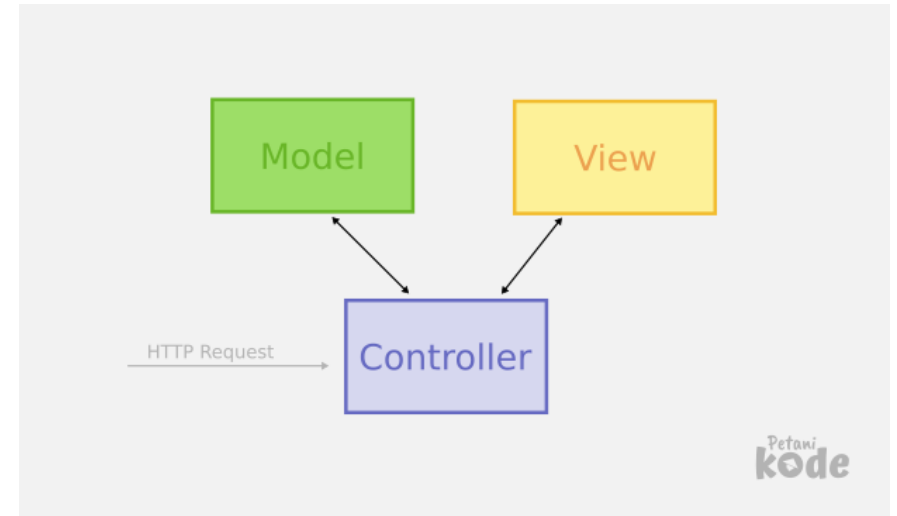 Model
View
HTTP Request
Controller
Petani
kode